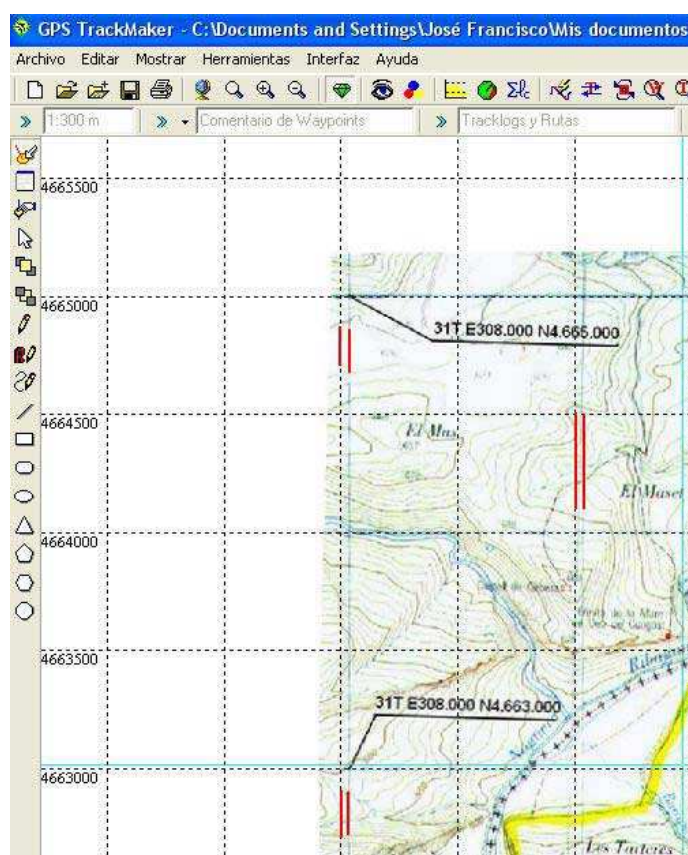 GPS TrackMaker - C:\Documents and Settings\José Francisco\Mis documentos
Archivo Editar Mostrar Herramientas Interfaz Ayuda
1:300 m
Comentario de Waypoints
Tracklogs y Rutas
4665500
4665000
31T E308.000 N4.665.000
4664500
El Mas
El Maset
4664000
4663500
31T E308.000 N4.663.000
4663000